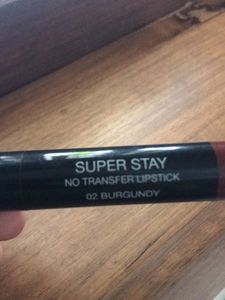 SUPER STAY
NO TRANSFER LIPSTICK
02 BURGUNDY